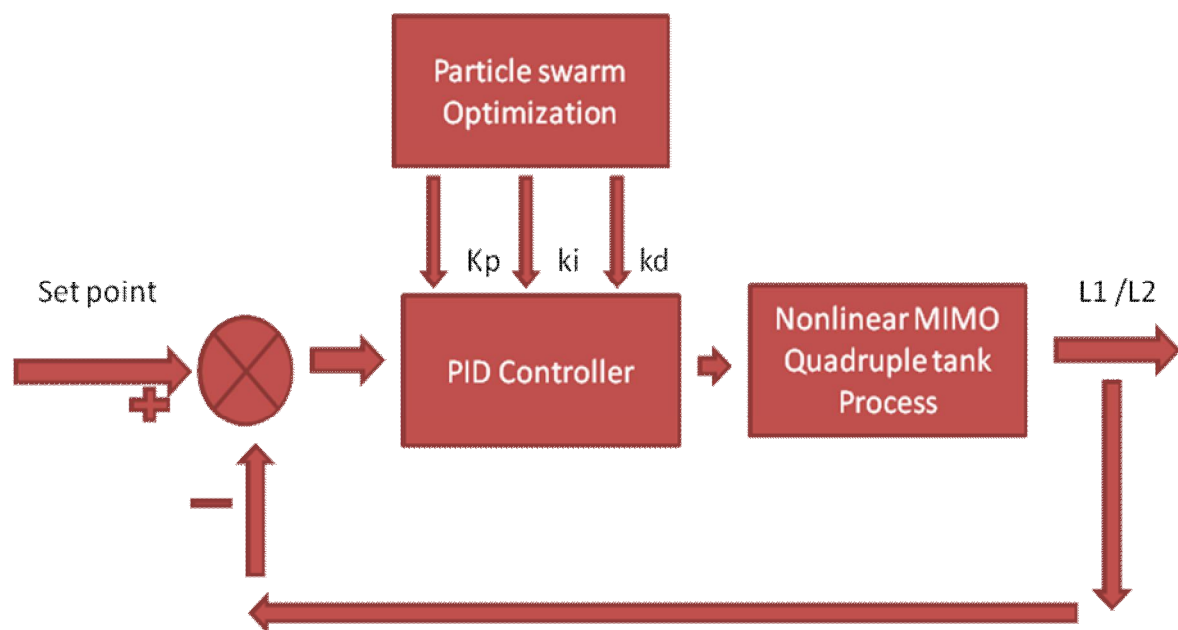 Particle swarm
Optimization
Kp ki kd
Set point
L1 /L2
PID Controller
Nonlinear MIMO
Quadruple tank
Process